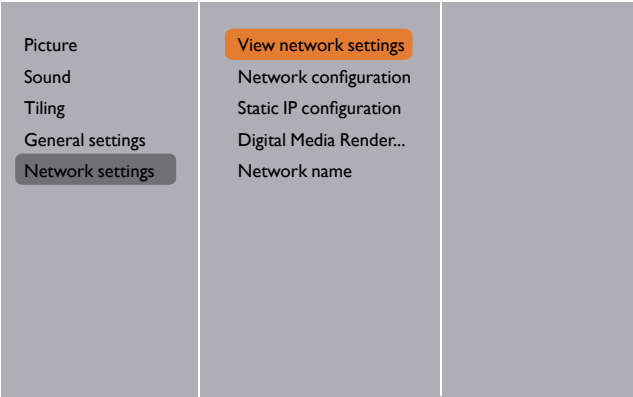 Picture
Sound
Tiling
General settings
Network settings
View network settings
Network configuration
Static IP configuration
Digital Media Render...
Network name